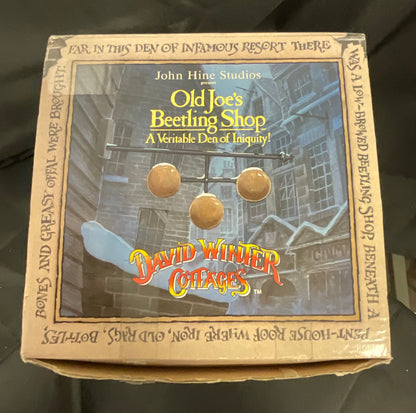 FAR, IN THIS DEN OF INFAMOUS RESORT THERE
WAS A LOW-BROWED BEETLING SHOP, BENEATH A
PENT-HOUSE ROOF WHERE IRON, OLD RAGS, BOTTLES,
BONES AND GREASY OFFAL WERE BROUGHT.
John Hine Studios
present
Old Joe's
Beetling Shop
A Veritable Den of Iniquity!
DAVID WINTER
COTTAGES
TM